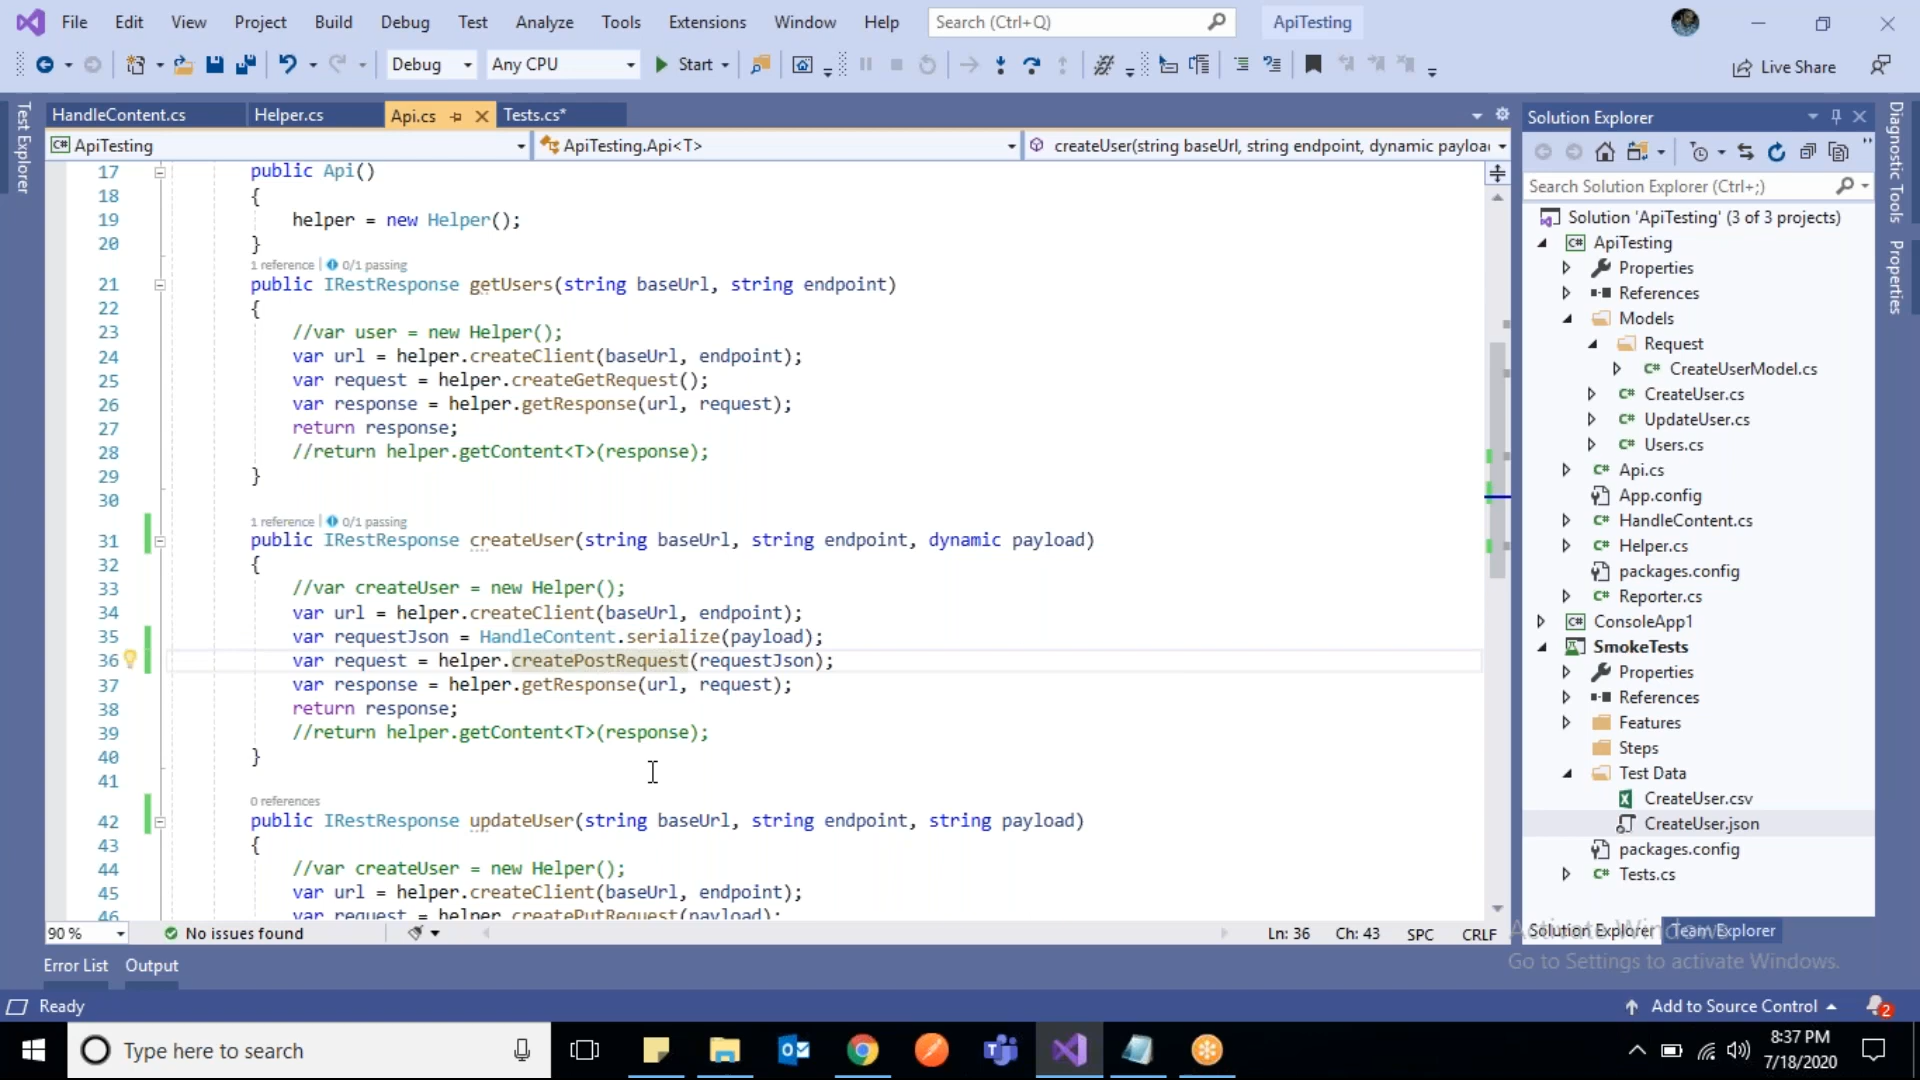 File Edit View Project Build Debug Test Analyze Tools Extensions Window Help Search (Ctrl+Q) ApiTesting
Debug Any CPU Start Live Share
Test Explorer
HandleContent.cs Helper.cs Api.cs Tests.cs*
ApiTesting ApiTesting.Api<T> createUser(string baseUrl, string endpoint, dynamic payloa
17 public Api()
18 {
19 helper = new Helper();
20 }
1 reference | 0/1 passing
21 public IRestResponse getUsers(string baseUrl, string endpoint)
22 {
23 //var user = new Helper();
24 var url = helper.createClient(baseUrl, endpoint);
25 var request = helper.createGetRequest();
26 var response = helper.getResponse(url, request);
27 return response;
28 //return helper.getContent<T>(response);
29 }
30
1 reference | 0/1 passing
31 public IRestResponse createUser(string baseUrl, string endpoint, dynamic payload)
32 {
33 //var createUser = new Helper();
34 var url = helper.createClient(baseUrl, endpoint);
35 var requestJson = HandleContent.serialize(payload);
36 var request = helper.createPostRequest(requestJson);
37 var response = helper.getResponse(url, request);
38 return response;
39 //return helper.getContent<T>(response);
40 }
41
0 references
42 public IRestResponse updateUser(string baseUrl, string endpoint, string payload)
43 {
44 //var createUser = new Helper();
45 var url = helper.createClient(baseUrl, endpoint);
46 var request = helper.createPutRequest(payload);
90 % No issues found Ln: 36 Ch: 43 SPC CRLF
Solution Explorer
Search Solution Explorer (Ctrl+;)
Solution 'ApiTesting' (3 of 3 projects)
C# ApiTesting
Properties
References
Models
Request
C# CreateUserModel.cs
C# CreateUser.cs
C# UpdateUser.cs
C# Users.cs
C# Api.cs
App.config
C# HandleContent.cs
C# Helper.cs
packages.config
C# Reporter.cs
C# ConsoleApp1
SmokeTests
Properties
References
Features
Steps
Test Data
CreateUser.csv
CreateUser.json
packages.config
C# Tests.cs
Solution Explorer Team Explorer
Activate Windows
Go to Settings to activate Windows.
Diagnostic Tools
Properties
Error List Output
Ready Add to Source Control 2
Type here to search
8:37 PM
7/18/2020